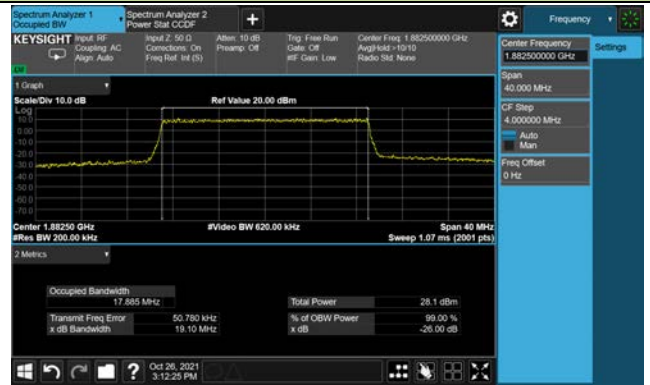 Spectrum Analyzer 1
Occupied BW
Spectrum Analyzer 2
Power Stat CCDF
Frequency
KEYSIGHT
Input: RF
Coupling: AC
Align: Auto
Input Z: 50 Ω
Corrections: On
Freq Ref: Int (S)
Atten: 10 dB
Preamp: Off
Trig: Free Run
Gate: Off
#IF Gain: Low
Center Freq: 1.882500000 GHz
Avg|Hold:>10/10
Radio Std: None
Center Frequency
1.882500000 GHz
Settings
Span
40.000 MHz
CF Step
4.000000 MHz
Auto
Man
Freq Offset
0 Hz
1 Graph
Scale/Div 10.0 dB
Ref Value 20.00 dBm
Log
10.0
0.00
-10.0
-20.0
-30.0
-40.0
-50.0
-60.0
-70.0
Center 1.88250 GHz
#Video BW 620.00 kHz
Span 40 MHz
#Res BW 200.00 kHz
Sweep 1.07 ms (2001 pts)
2 Metrics
Occupied Bandwidth
17.885 MHz
Total Power
28.1 dBm
Transmit Freq Error
50.780 kHz
% of OBW Power
99.00 %
x dB Bandwidth
19.10 MHz
x dB
-26.00 dB
?
Oct 26, 2021
3:12:25 PM